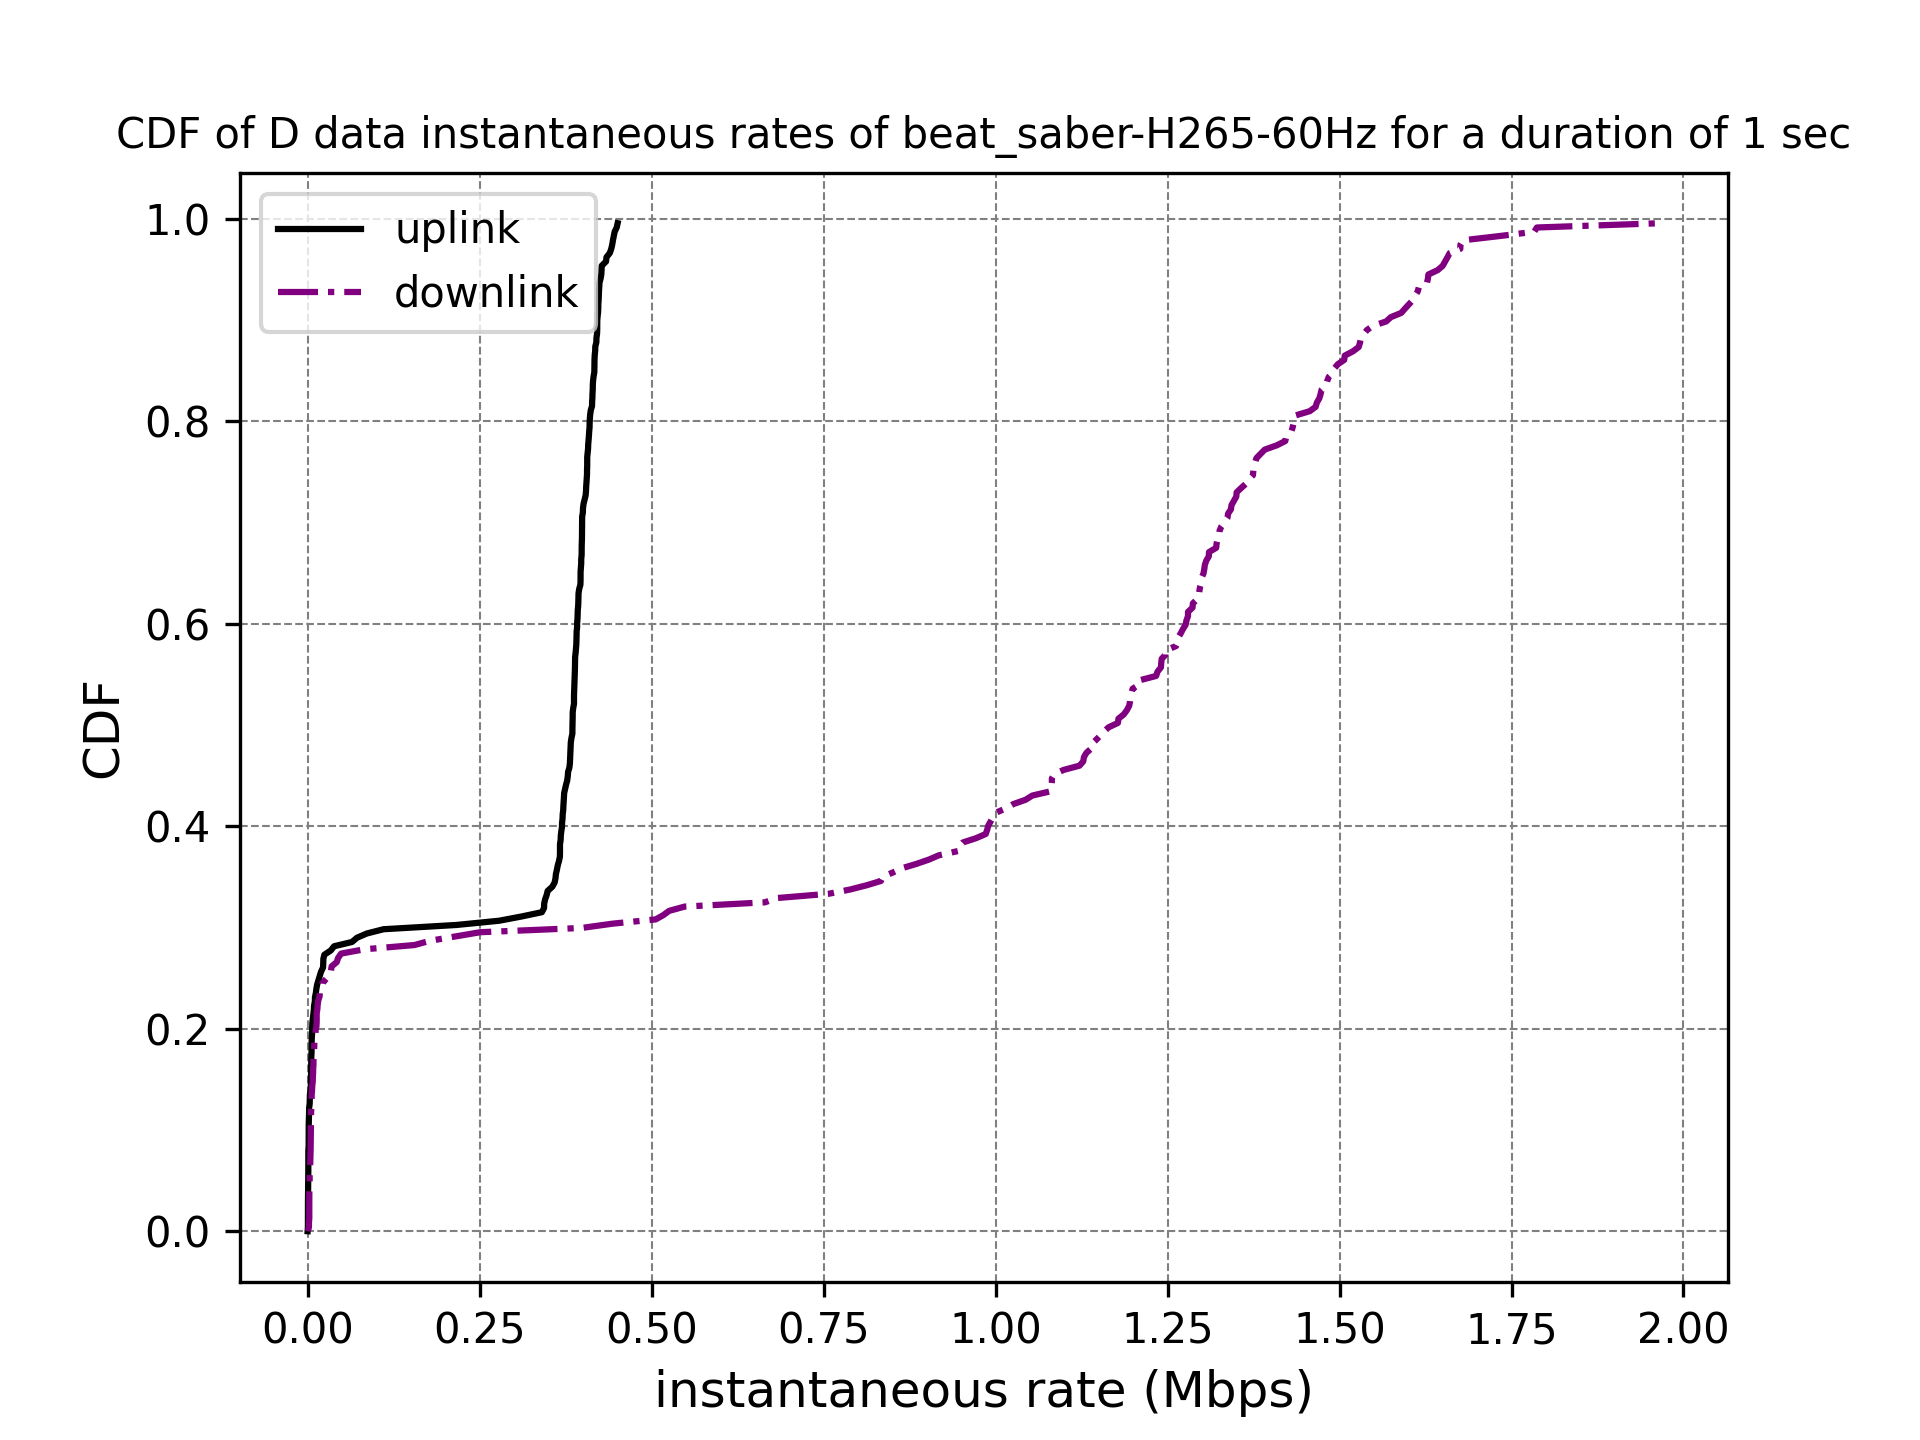 CDF of D data instantaneous rates of beat_saber-H265-60Hz for a duration of 1 sec
uplink
downlink
1.0
0.8
0.6
0.4
0.2
0.0
CDF
0.00 0.25 0.50 0.75 1.00 1.25 1.50 1.75 2.00
instantaneous rate (Mbps)